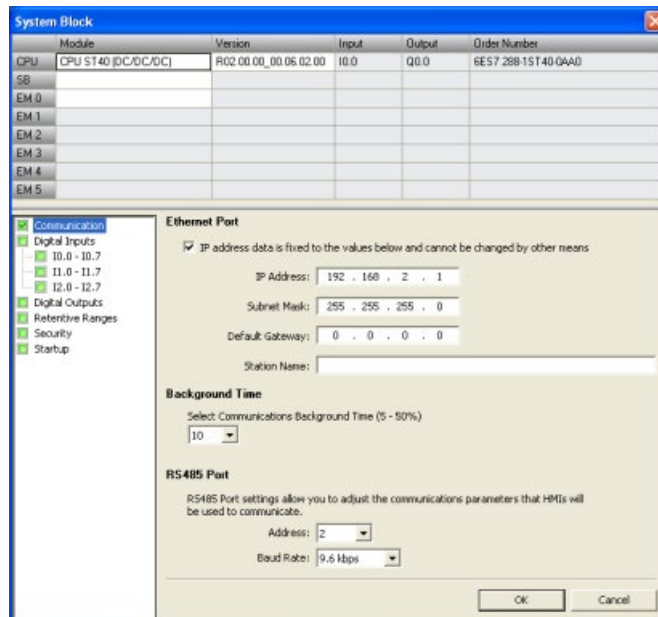 System Block
Module Version Input Output Order Number
CPU CPU ST40 (DC/DC/DC) R02.00.00_00.06.02.00 I0.0 Q0.0 6ES7 288-1ST40-0AA0
SB
EM 0
EM 1
EM 2
EM 3
EM 4
EM 5
Communication
Digital Inputs
I0.0 - I0.7
I1.0 - I1.7
I2.0 - I2.7
Digital Outputs
Retentive Ranges
Security
Startup
Ethernet Port
IP address data is fixed to the values below and cannot be changed by other means
IP Address: 192 . 168 . 2 . 1
Subnet Mask: 255 . 255 . 255 . 0
Default Gateway: 0 . 0 . 0 . 0
Station Name:
Background Time
Select Communications Background Time (5 - 50%)
10
RS485 Port
RS485 Port settings allow you to adjust the communications parameters that HMIs will
be used to communicate.
Address: 2
Baud Rate: 9.6 kbps
OK Cancel